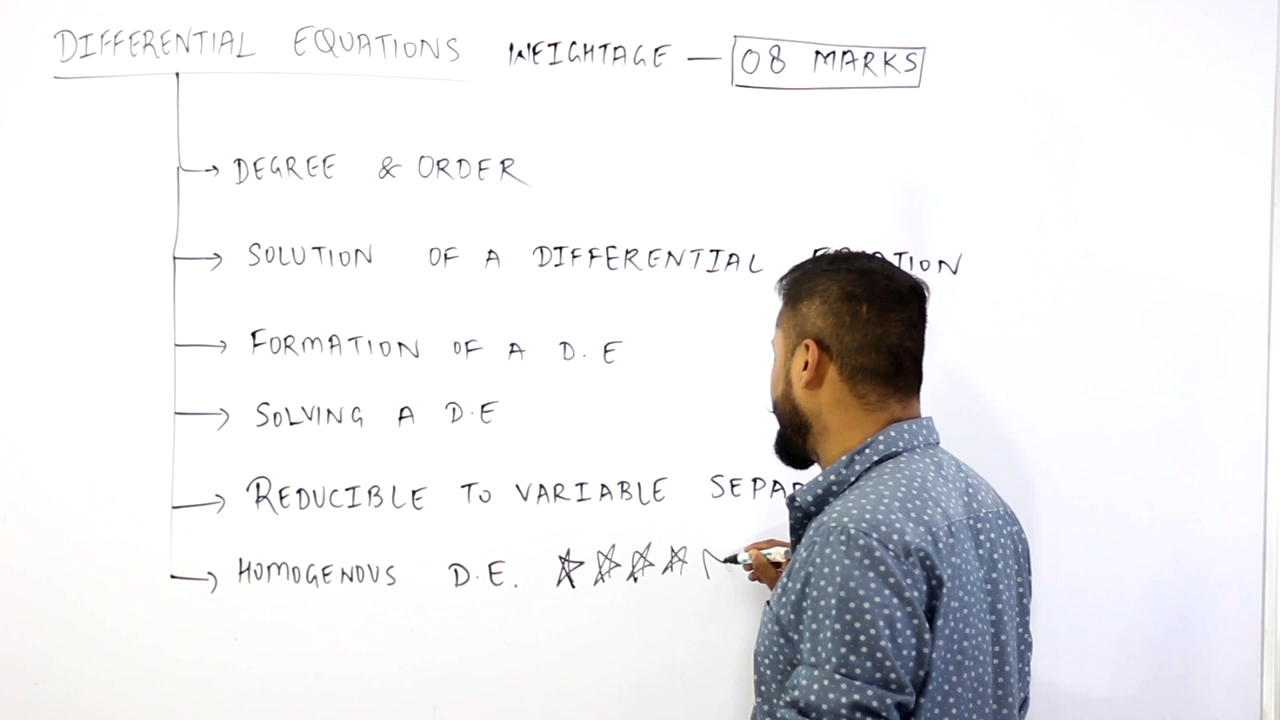 DIFFERENTIAL EQUATIONS WEIGHTAGE — 08 MARKS
DEGREE & ORDER
SOLUTION OF A DIFFERENTIAL
FORMATION OF A D.E
SOLVING A D.E
REDUCIBLE TO VARIABLE
HOMOGENOUS D.E.